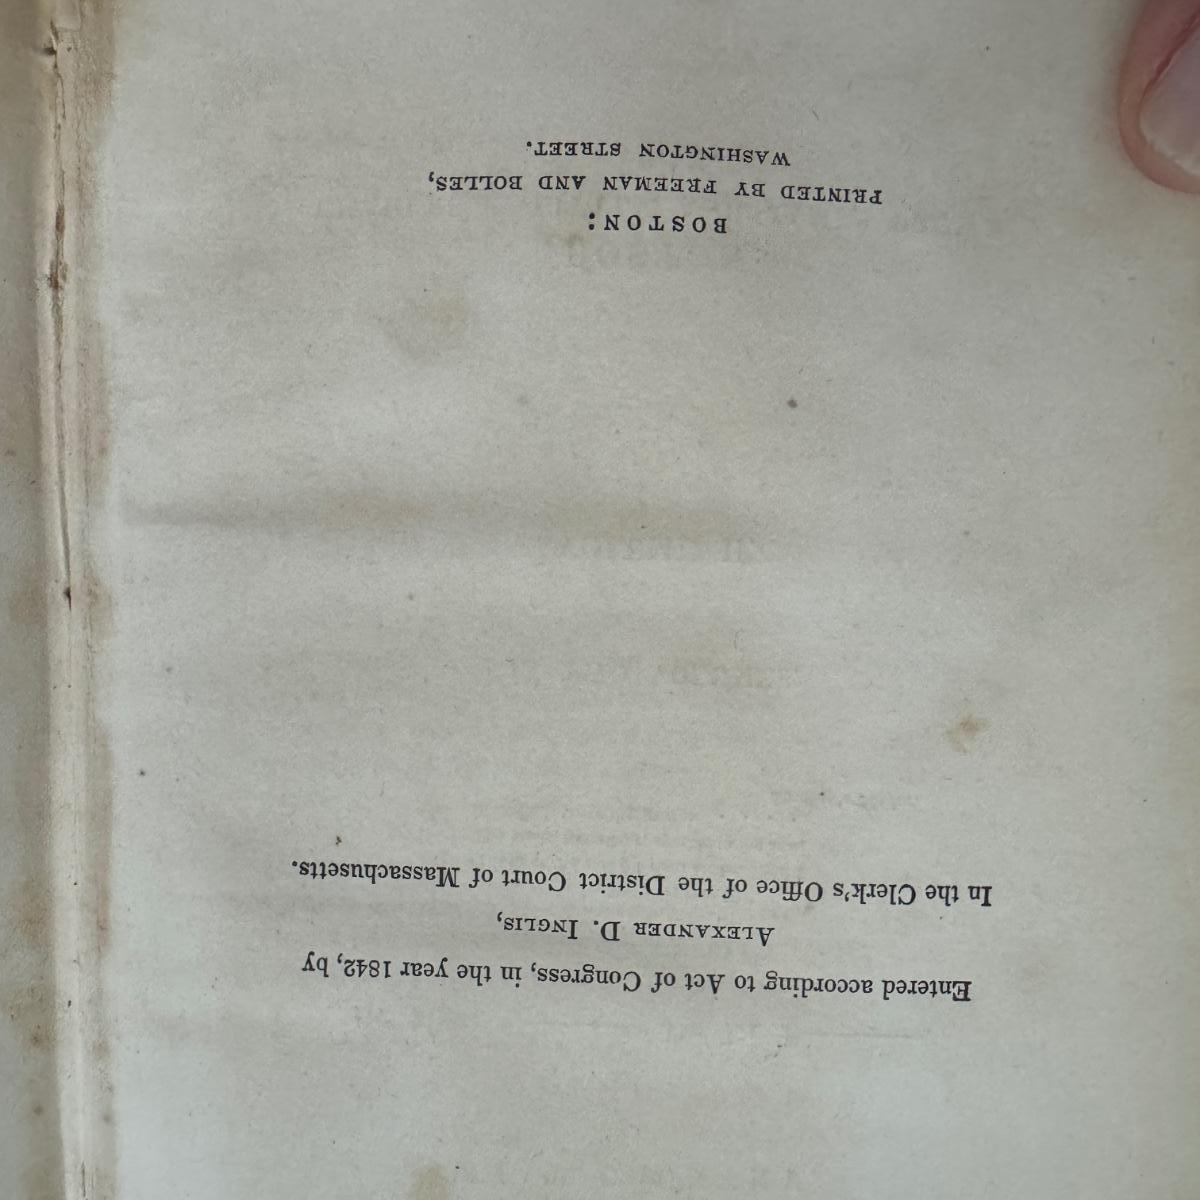 Entered according to Act of Congress, in the year 1842, by
ALEXANDER D. INGLIS,
In the Clerk's Office of the District Court of Massachusetts.
BOSTON:
PRINTED BY FREEMAN AND BOLLES,
WASHINGTON STREET.